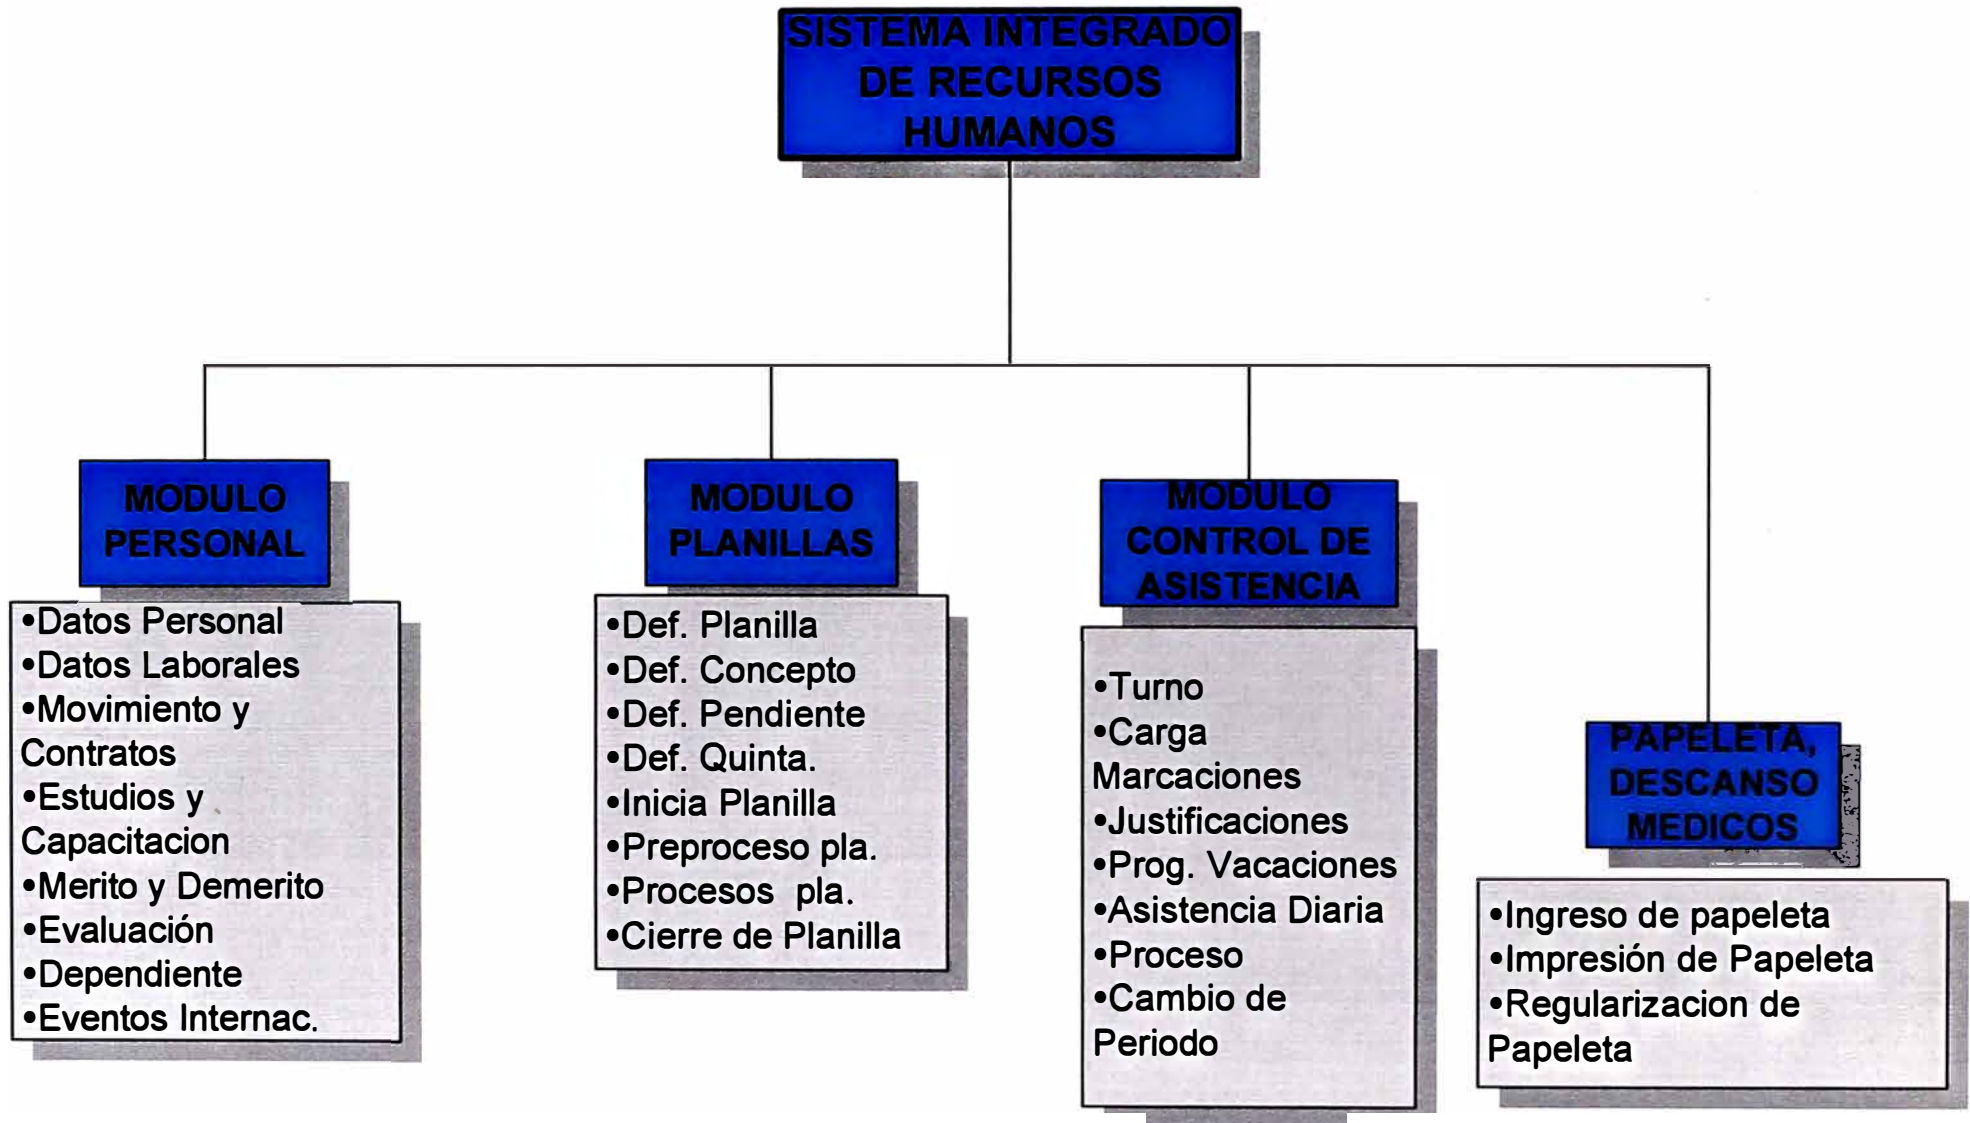 SISTEMA INTEGRADO
DE RECURSOS
HUMANOS
MODULO
PERSONAL
•Datos Personal
•Datos Laborales
•Movimiento y
Contratos
•Estudios y
Capacitacion
•Merito y Demerito
•Evaluación
•Dependiente
•Eventos Internac.
MODULO
PLANILLAS
•Def. Planilla
•Def. Concepto
•Def. Pendiente
•Def. Quinta.
•Inicia Planilla
•Preproceso pla.
•Procesos pla.
•Cierre de Planilla
MODULO
CONTROL DE
ASISTENCIA
•Turno
•Carga
Marcaciones
•Justificaciones
•Prog. Vacaciones
•Asistencia Diaria
•Proceso
•Cambio de
Periodo
PAPELETA,
DESCANSO
MEDICOS
•Ingreso de papeleta
•Impresión de Papeleta
•Regularizacion de
Papeleta